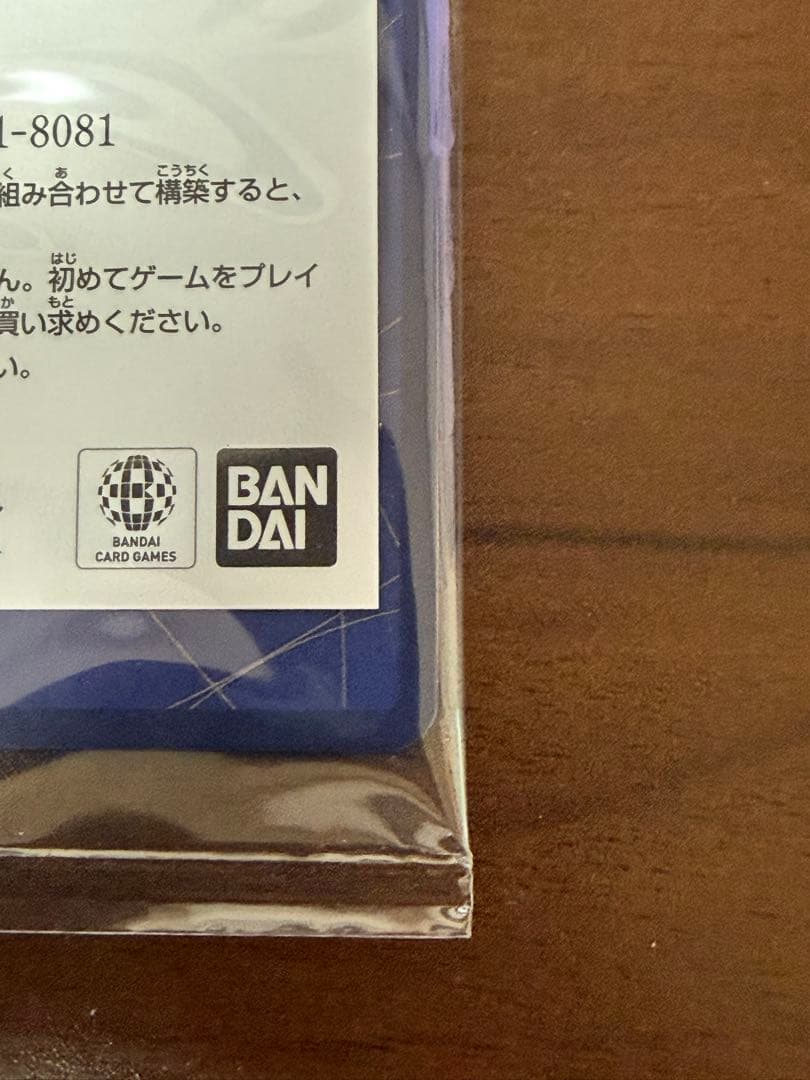 1-8081
組み合わせて構築すると、
ん。初めてゲームをプレイ
買い求めください。
い。
BANDAI
CARD GAMES
BAN
DAI